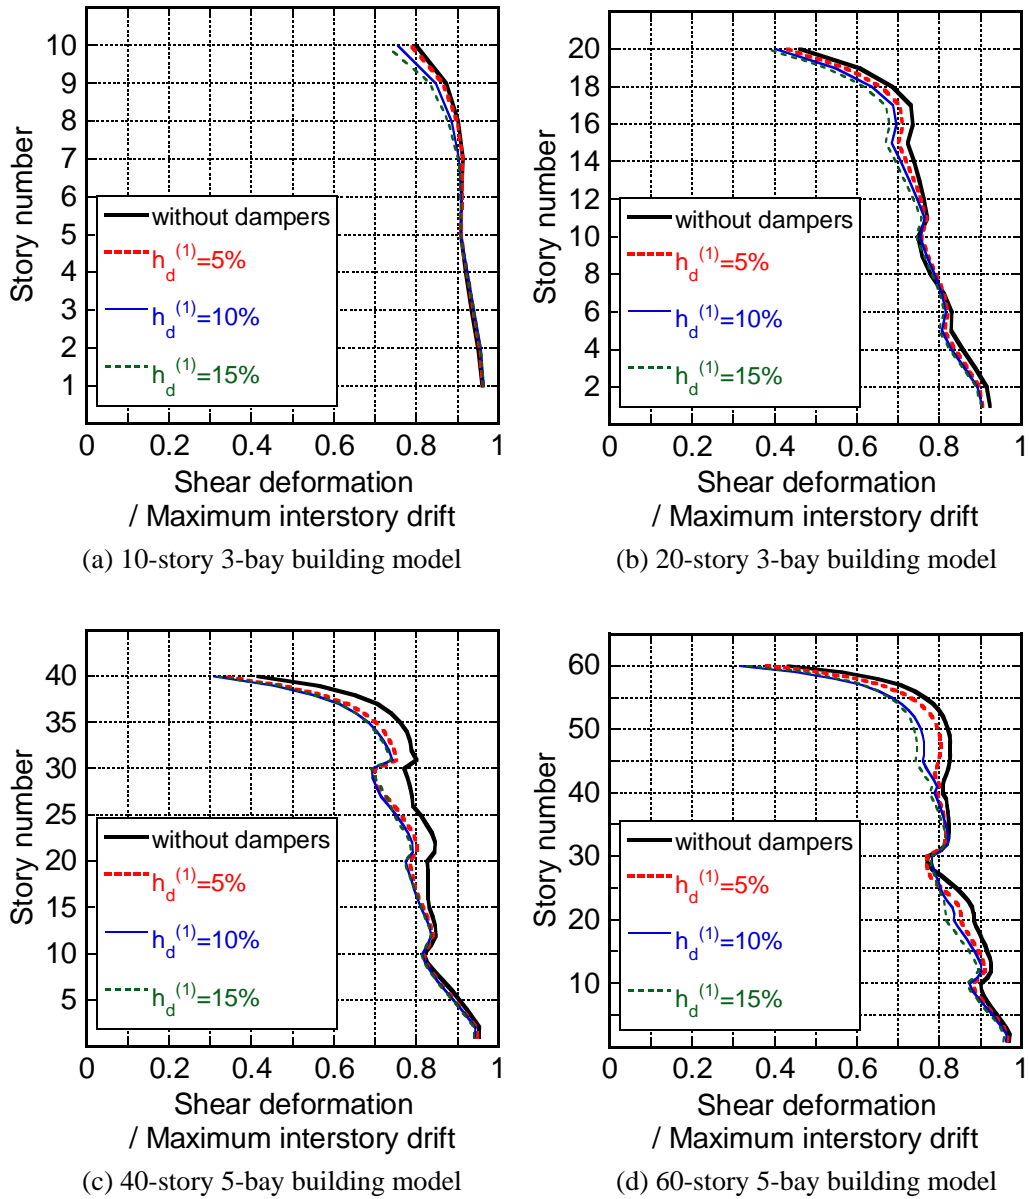 10
9
8
7
6
5
4
3
2
1
Story number
without dampers
h_d^(1)=5%
h_d^(1)=10%
h_d^(1)=15%
0 0.2 0.4 0.6 0.8 1
Shear deformation
/ Maximum interstory drift
(a) 10-story 3-bay building model
20
18
16
14
12
10
8
6
4
2
Story number
without dampers
h_d^(1)=5%
h_d^(1)=10%
h_d^(1)=15%
0 0.2 0.4 0.6 0.8 1
Shear deformation
/ Maximum interstory drift
(b) 20-story 3-bay building model
40
35
30
25
20
15
10
5
Story number
without dampers
h_d^(1)=5%
h_d^(1)=10%
h_d^(1)=15%
0 0.2 0.4 0.6 0.8 1
Shear deformation
/ Maximum interstory drift
(c) 40-story 5-bay building model
60
50
40
30
20
10
Story number
without dampers
h_d^(1)=5%
h_d^(1)=10%
h_d^(1)=15%
0 0.2 0.4 0.6 0.8 1
Shear deformation
/ Maximum interstory drift
(d) 60-story 5-bay building model